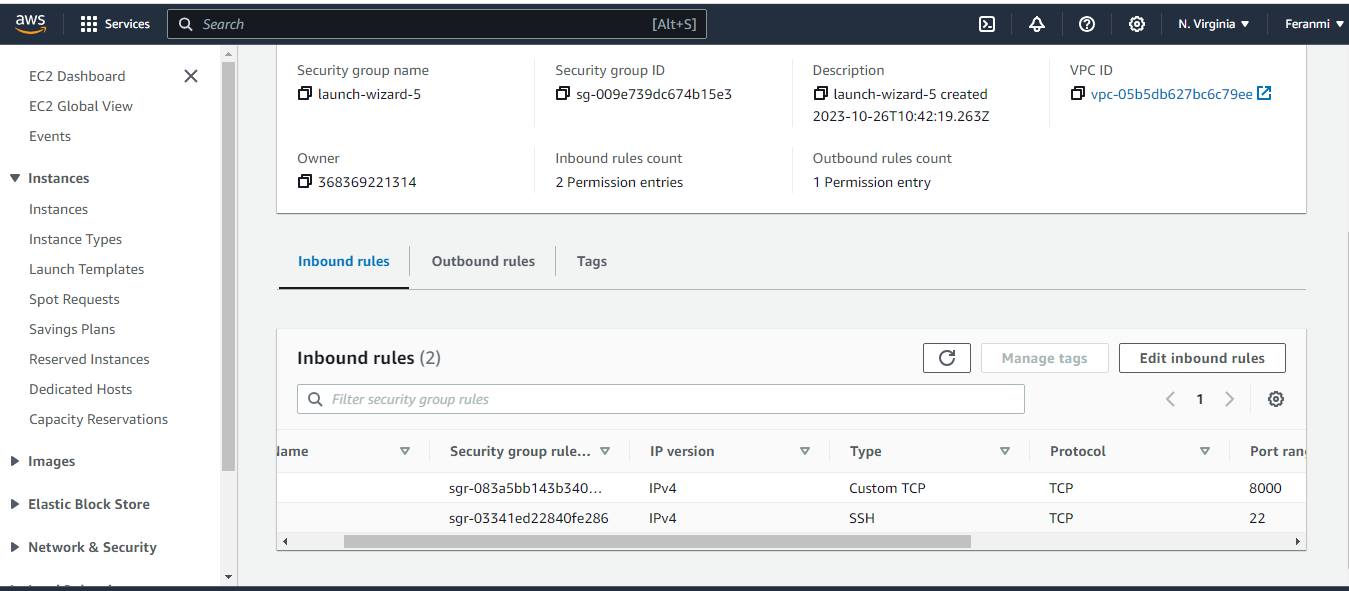 aws Services Search [Alt+S] N. Virginia Feranmi
EC2 Dashboard
EC2 Global View
Events
Instances
Instances
Instance Types
Launch Templates
Spot Requests
Savings Plans
Reserved Instances
Dedicated Hosts
Capacity Reservations
Images
Elastic Block Store
Network & Security
Security group name
launch-wizard-5
Security group ID
sg-009e739dc674b15e3
Description
launch-wizard-5 created
2023-10-26T10:42:19.263Z
VPC ID
vpc-05b5db627bc6c79ee
Owner
368369221314
Inbound rules count
2 Permission entries
Outbound rules count
1 Permission entry
Inbound rules Outbound rules Tags
Inbound rules (2) Manage tags Edit inbound rules
Filter security group rules 1
Name Security group rule... IP version Type Protocol Port ran
sgr-083a5bb143b340... IPv4 Custom TCP TCP 8000
sgr-03341ed22840fe286 IPv4 SSH TCP 22